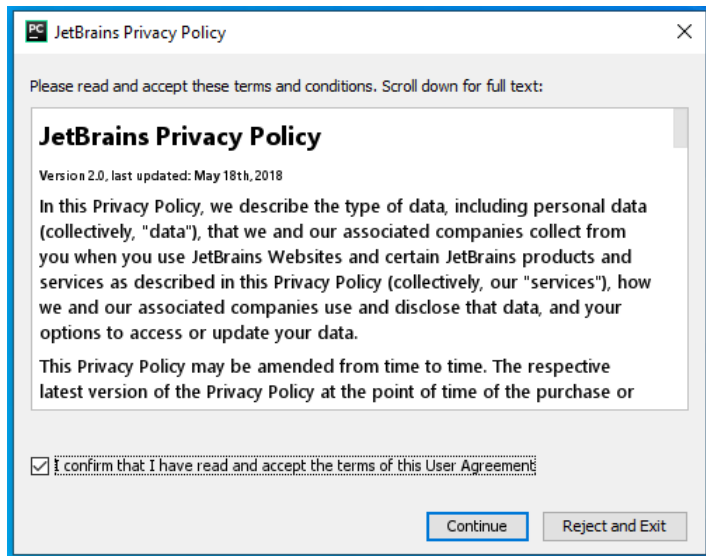 PC JetBrains Privacy Policy
Please read and accept these terms and conditions. Scroll down for full text:
JetBrains Privacy Policy
Version 2.0, last updated: May 18th, 2018
In this Privacy Policy, we describe the type of data, including personal data
(collectively, "data"), that we and our associated companies collect from
you when you use JetBrains Websites and certain JetBrains products and
services as described in this Privacy Policy (collectively, our "services"), how
we and our associated companies use and disclose that data, and your
options to access or update your data.
This Privacy Policy may be amended from time to time. The respective
latest version of the Privacy Policy at the point of time of the purchase or
I confirm that I have read and accept the terms of this User Agreement
Continue Reject and Exit